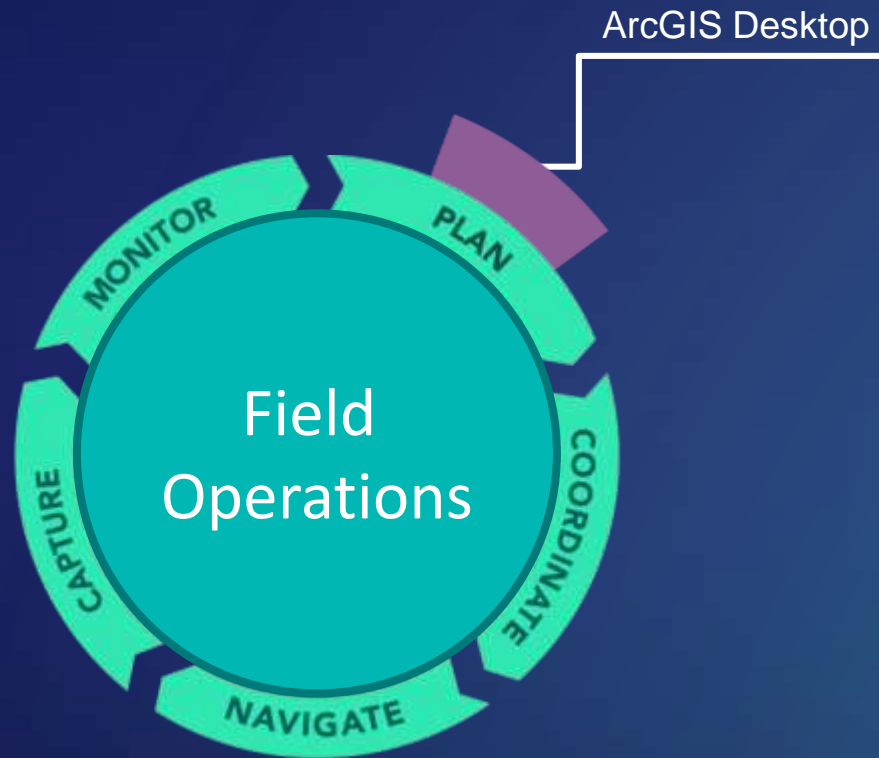 ArcGIS Desktop
PLAN
COORDINATE
NAVIGATE
CAPTURE
MONITOR
Field
Operations